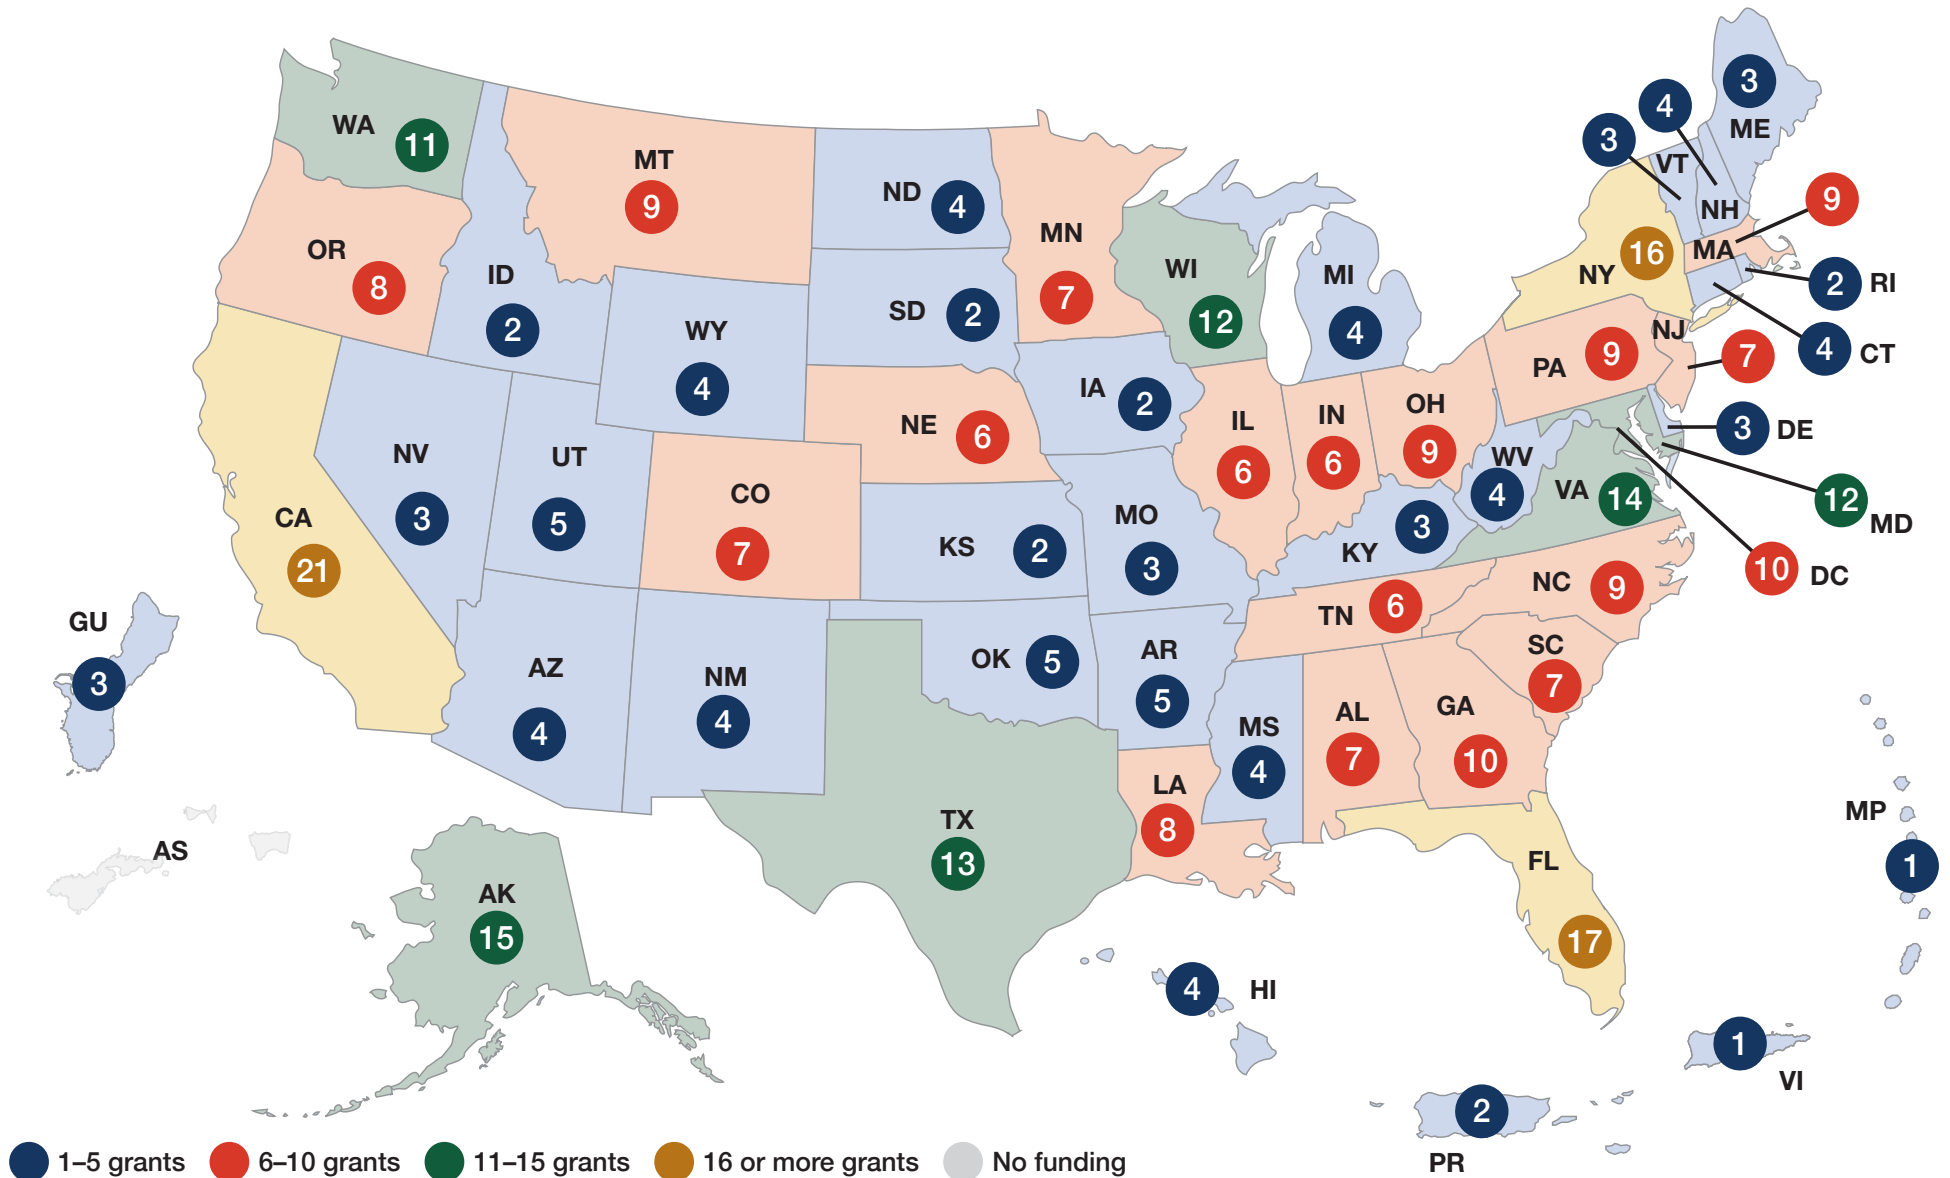 WA
11
MT
9
ND
4
MN
7
OR
8
ID
2
WY
4
SD
2
WI
12
MI
4
3
ME
4
3
VT
NH
9
MA
NY
16
2
RI
4
CT
NJ
7
PA
9
3
DE
12
MD
10
DC
CA
21
NV
3
UT
5
CO
7
NE
6
IA
2
IL
6
IN
6
OH
9
WV
4
VA
14
KS
2
MO
3
KY
3
TN
6
NC
9
SC
7
AZ
4
NM
4
OK
5
AR
5
MS
4
AL
7
GA
10
LA
8
TX
13
FL
17
GU
3
AS
AK
15
4
HI
MP
1
1
VI
2
PR
1–5 grants
6–10 grants
11–15 grants
16 or more grants
No funding